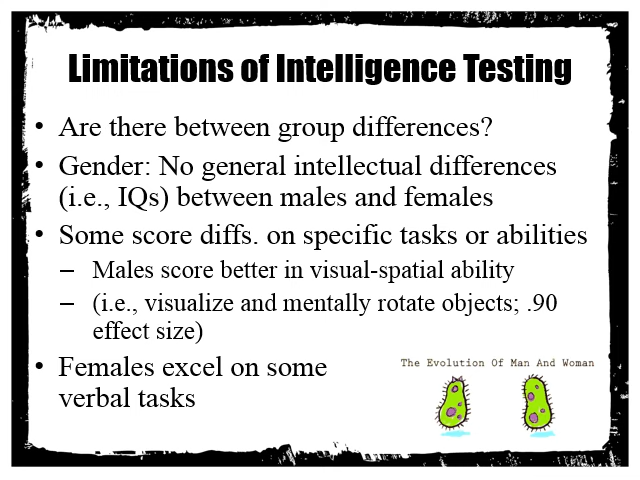 Limitations of Intelligence Testing
• Are there between group differences?
• Gender: No general intellectual differences
(i.e., IQs) between males and females
• Some score diffs. on specific tasks or abilities
– Males score better in visual-spatial ability
– (i.e., visualize and mentally rotate objects; .90
effect size)
• Females excel on some
verbal tasks
The Evolution Of Man And Woman